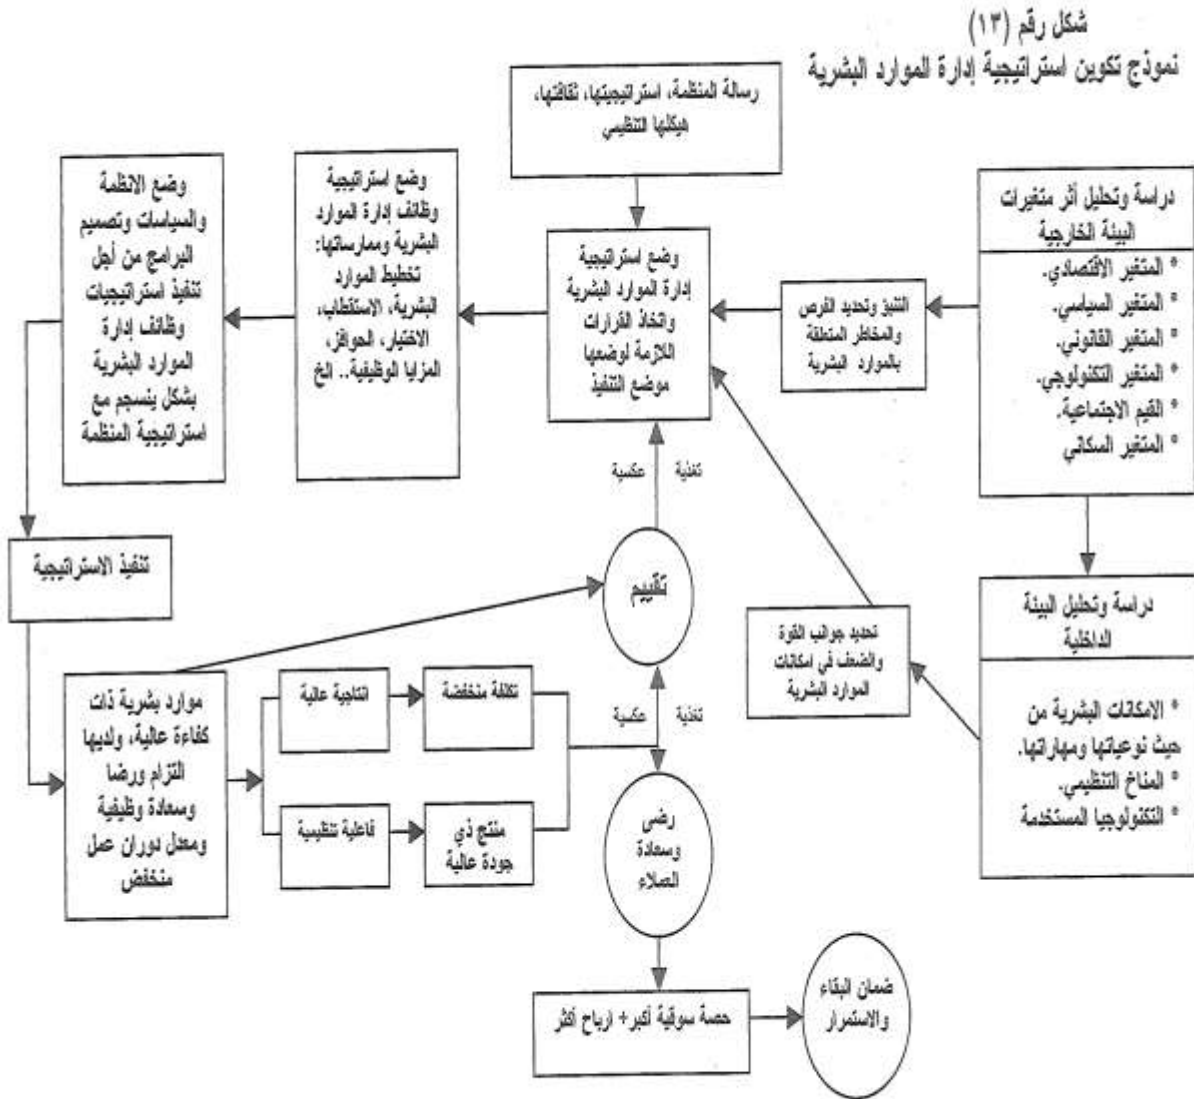 شكل رقم (١٣)
نموذج تكوين استراتيجية إدارة الموارد البشرية
رسالة المنظمة، استراتيجيتها، ثقافتها،
هيكلها التنظيمي
دراسة وتحليل أثر متغيرات
البيئة الخارجية
* المتغير الاقتصادي.
* المتغير السياسي.
* المتغير القانوني.
* المتغير التكنولوجي.
* القيم الاجتماعية.
* المتغير السكاني
التنبؤ وتحديد الفرص
والمخاطر المتعلقة
بالموارد البشرية
وضع استراتيجية
إدارة الموارد البشرية
واتخاذ القرارات
اللازمة لوضعها
موضع التنفيذ
وضع استراتيجية
وظائف إدارة الموارد
البشرية وممارساتها:
تخطيط الموارد
البشرية، الاستقطاب،
الاختيار، الحوافز،
المزايا الوظيفية.. الخ
وضع الانظمة
والسياسات وتصميم
البرامج من أجل
تنفيذ استراتيجيات
وظائف إدارة
الموارد البشرية
بشكل ينسجم مع
استراتيجية المنظمة
تغذية عكسية
تنفيذ الاستراتيجية
تقييم
دراسة وتحليل البيئة
الداخلية
* الامكانات البشرية من
حيث نوعياتها ومهاراتها.
* المناخ التنظيمي.
* التكنولوجيا المستخدمة
تحديد جوانب القوة
والضعف في امكانات
الموارد البشرية
موارد بشرية ذات
كفاءة عالية، ولديها
التزام ورضا
وسعادة وظيفية
ومعدل دوران عمل
منخفض
انتاجية عالية
تكلفة منخفضة
تغذية عكسية
فاعلية تنظيمية
منتج ذي
جودة عالية
رضى
وسعادة
العملاء
حصة سوقية أكبر+ ارباح أكثر
ضمان البقاء
والاستمرار